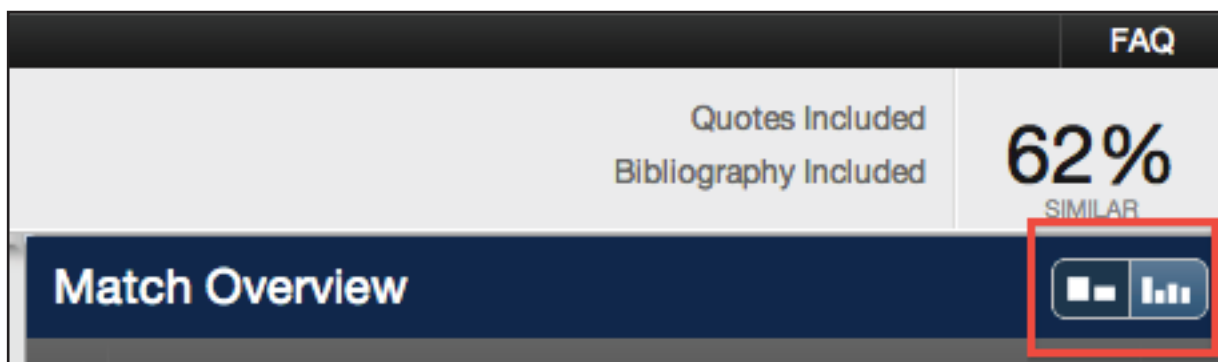 FAQ
Quotes Included
Bibliography Included
62%
SIMILAR
Match Overview